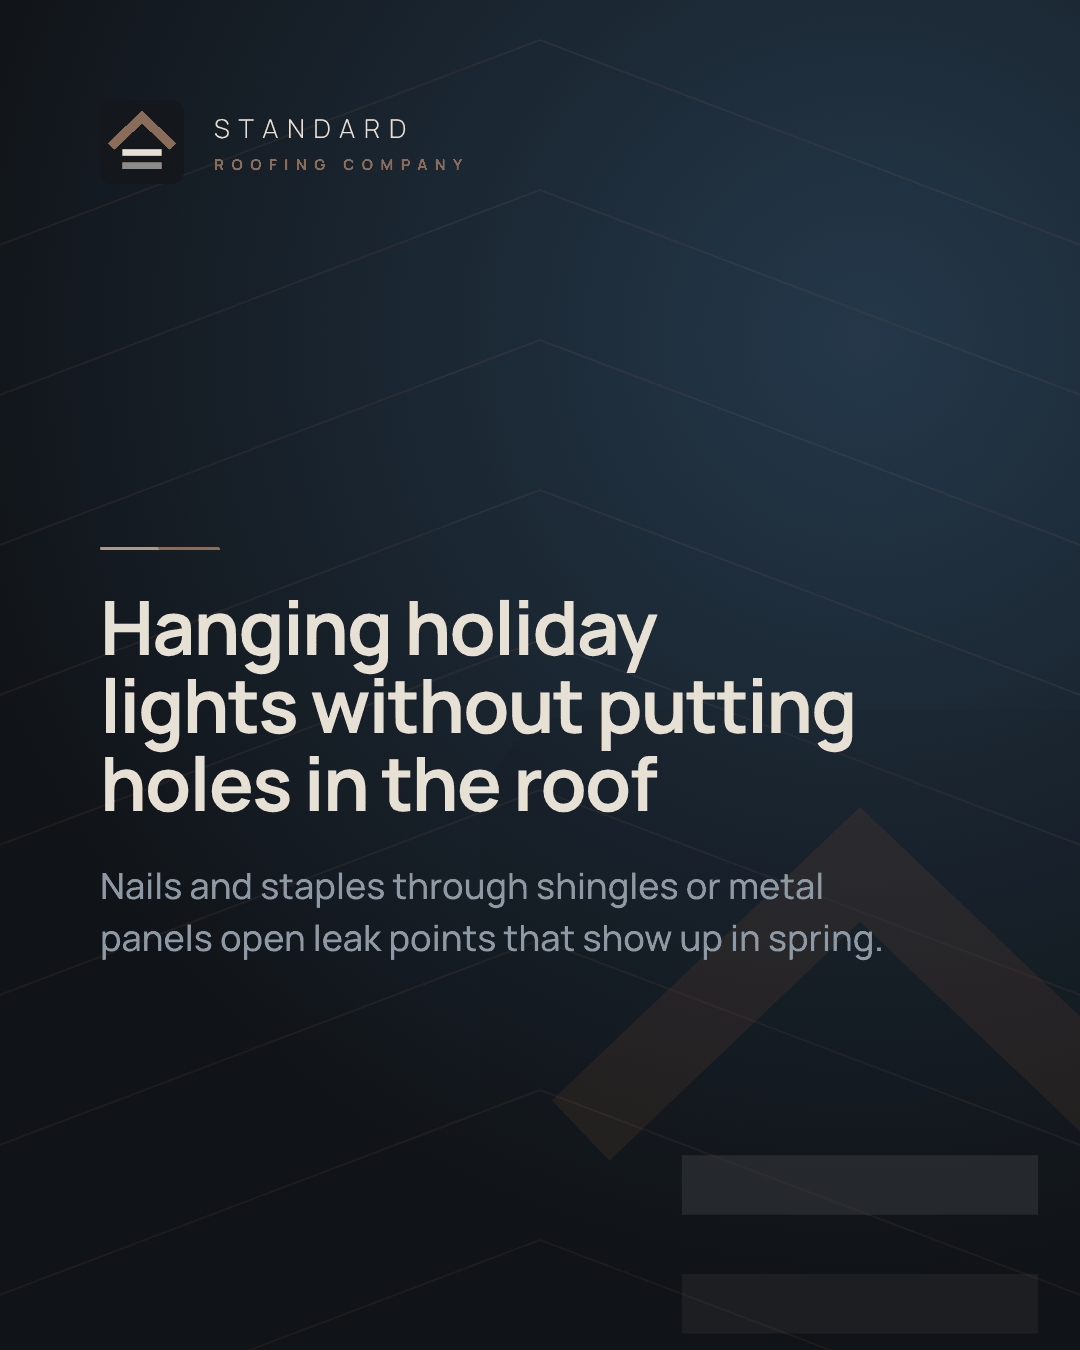 STANDARD
ROOFING COMPANY
Hanging holiday
lights without putting
holes in the roof
Nails and staples through shingles or metal
panels open leak points that show up in spring.